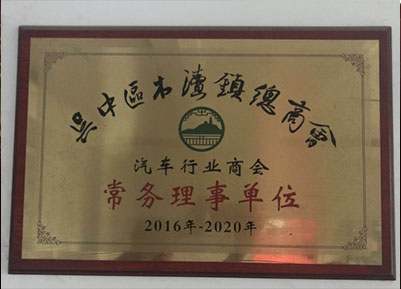 吴中區木瀆鎮總商會
汽车行业商会
常务理事单位
2016年-2020年